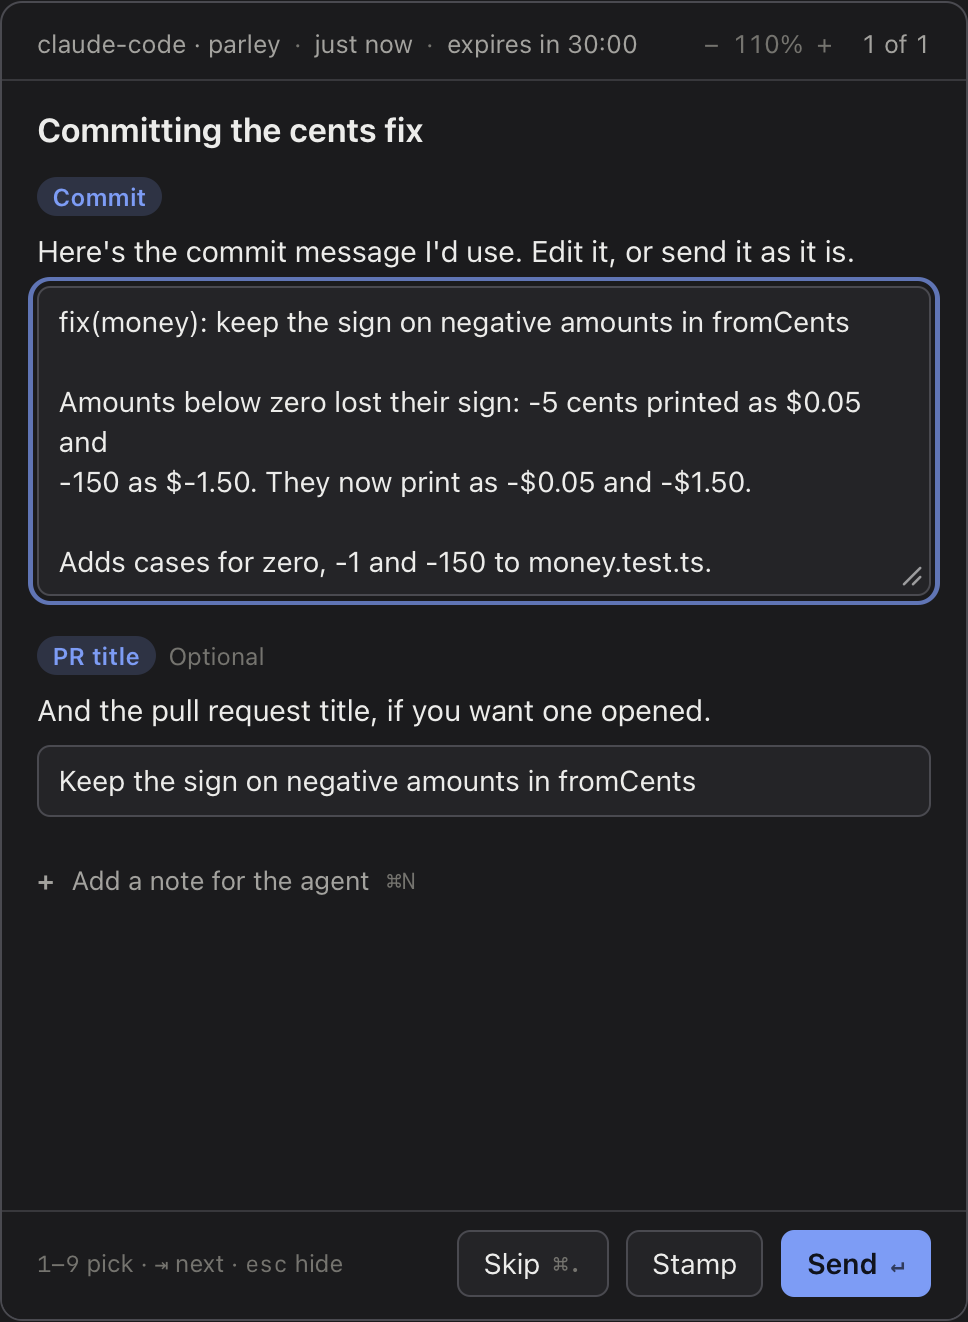 claude-code · parley · just now · expires in 30:00 − 110% + 1 of 1
Committing the cents fix
Commit
Here's the commit message I'd use. Edit it, or send it as it is.
fix(money): keep the sign on negative amounts in fromCents
Amounts below zero lost their sign: -5 cents printed as $0.05
and
-150 as $-1.50. They now print as -$0.05 and -$1.50.
Adds cases for zero, -1 and -150 to money.test.ts.
PR title Optional
And the pull request title, if you want one opened.
Keep the sign on negative amounts in fromCents
+ Add a note for the agent ⌘N
1–9 pick · ⇥ next · esc hide Skip ⌘. Stamp Send ↵